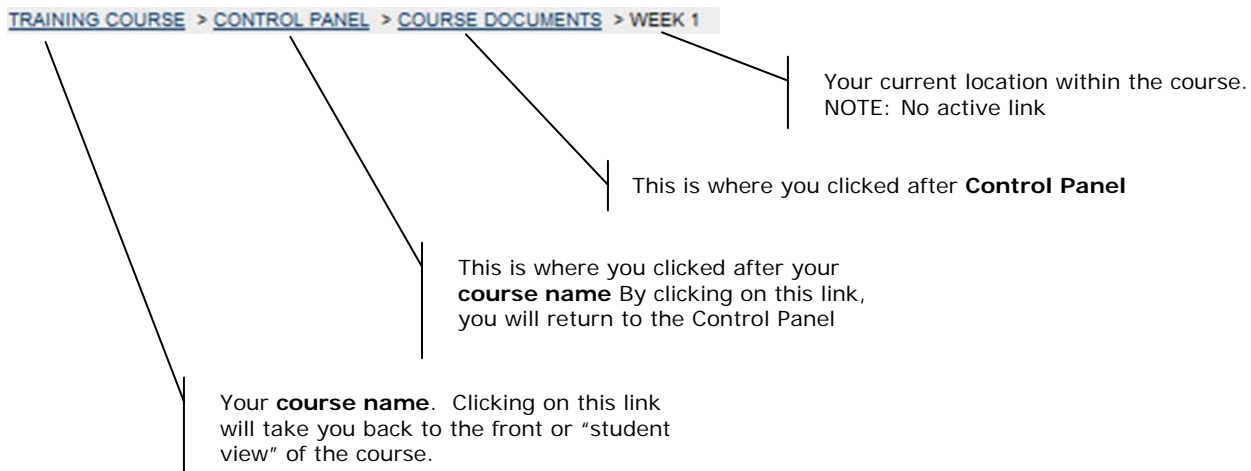 TRAINING COURSE > CONTROL PANEL > COURSE DOCUMENTS > WEEK 1
Your current location within the course.
NOTE: No active link
This is where you clicked after Control Panel
This is where you clicked after your
course name By clicking on this link,
you will return to the Control Panel
Your course name. Clicking on this link
will take you back to the front or “student
view” of the course.